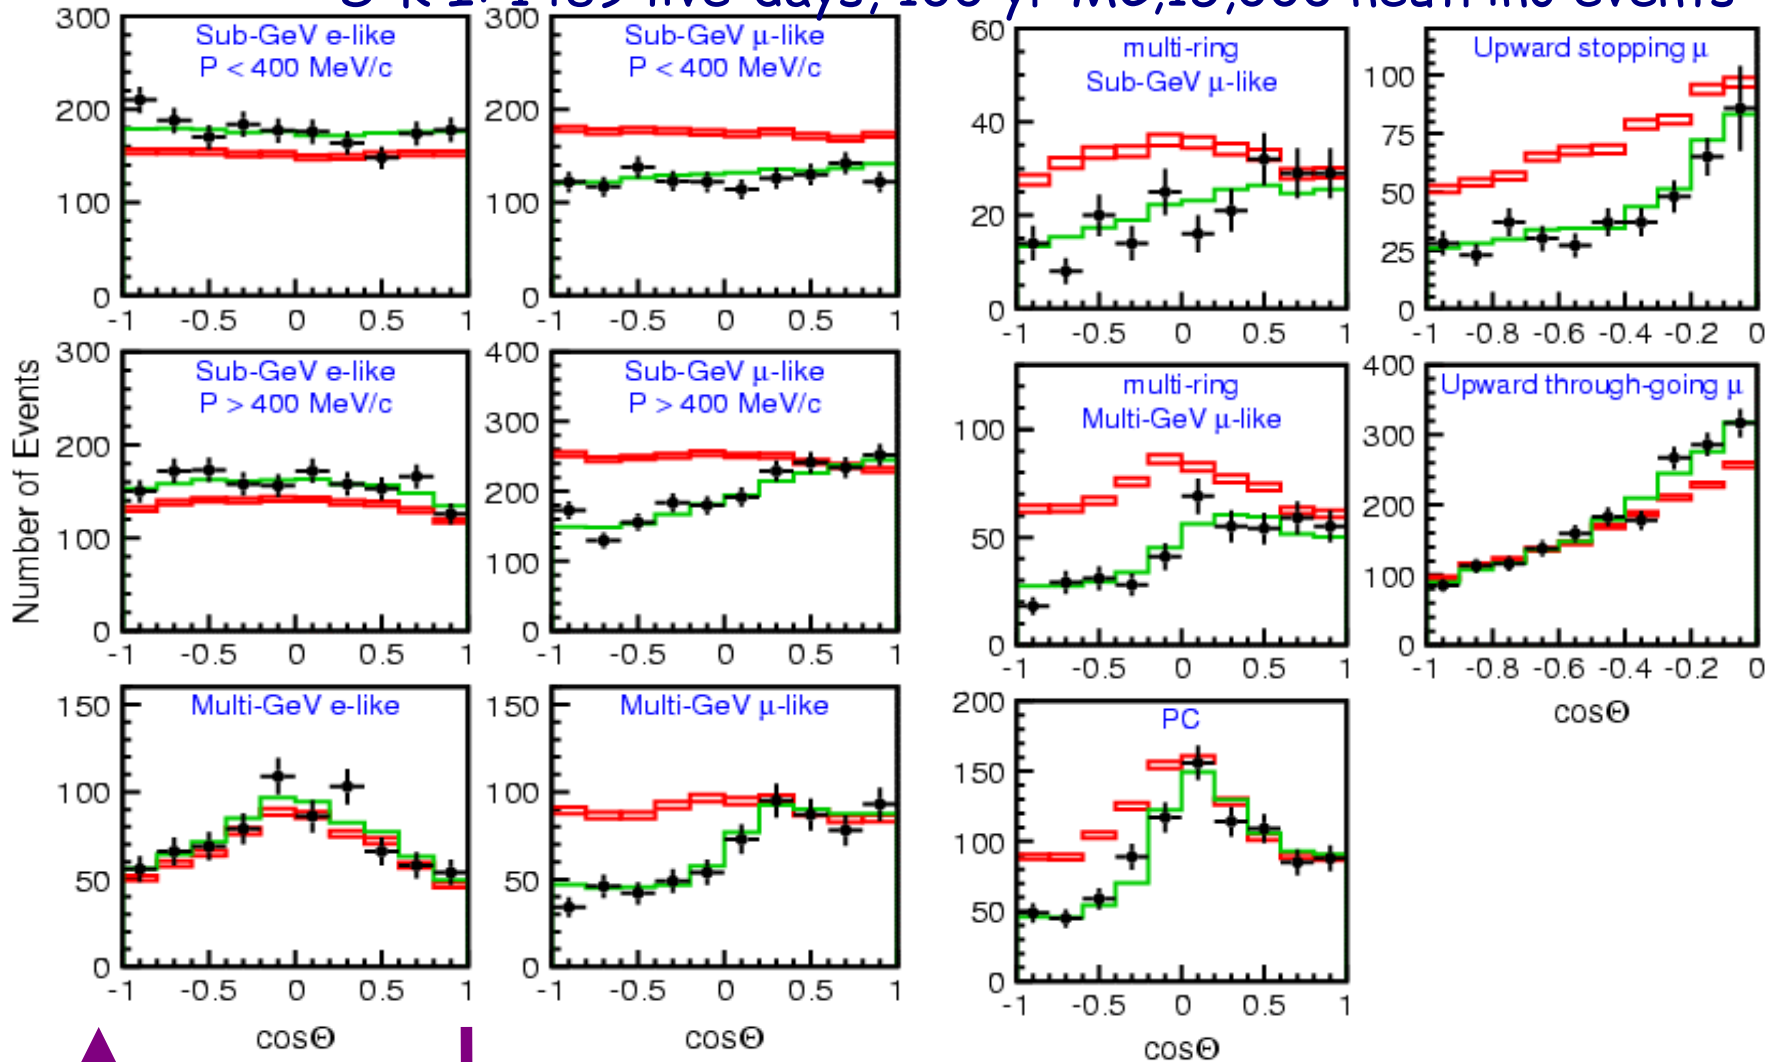 300
200
100
0
Sub-GeV e-like
P < 400 MeV/c
-1 -0.5 0 0.5 1
300
200
100
0
Sub-GeV μ-like
P < 400 MeV/c
-1 -0.5 0 0.5 1
60
40
20
0
multi-ring
Sub-GeV μ-like
-1 -0.5 0 0.5 1
100
75
50
25
0
Upward stopping μ
-1 -0.8 -0.6 -0.4 -0.2 0
Number of Events
300
200
100
0
Sub-GeV e-like
P > 400 MeV/c
-1 -0.5 0 0.5 1
400
300
200
100
0
Sub-GeV μ-like
P > 400 MeV/c
-1 -0.5 0 0.5 1
100
50
0
multi-ring
Multi-GeV μ-like
-1 -0.5 0 0.5 1
400
300
200
100
0
Upward through-going μ
-1 -0.8 -0.6 -0.4 -0.2 0
cosΘ
150
100
50
0
Multi-GeV e-like
-1 -0.5 0 0.5 1
cosΘ
150
100
50
0
Multi-GeV μ-like
-1 -0.5 0 0.5 1
cosΘ
200
150
100
50
0
PC
-1 -0.5 0 0.5 1
cosΘ